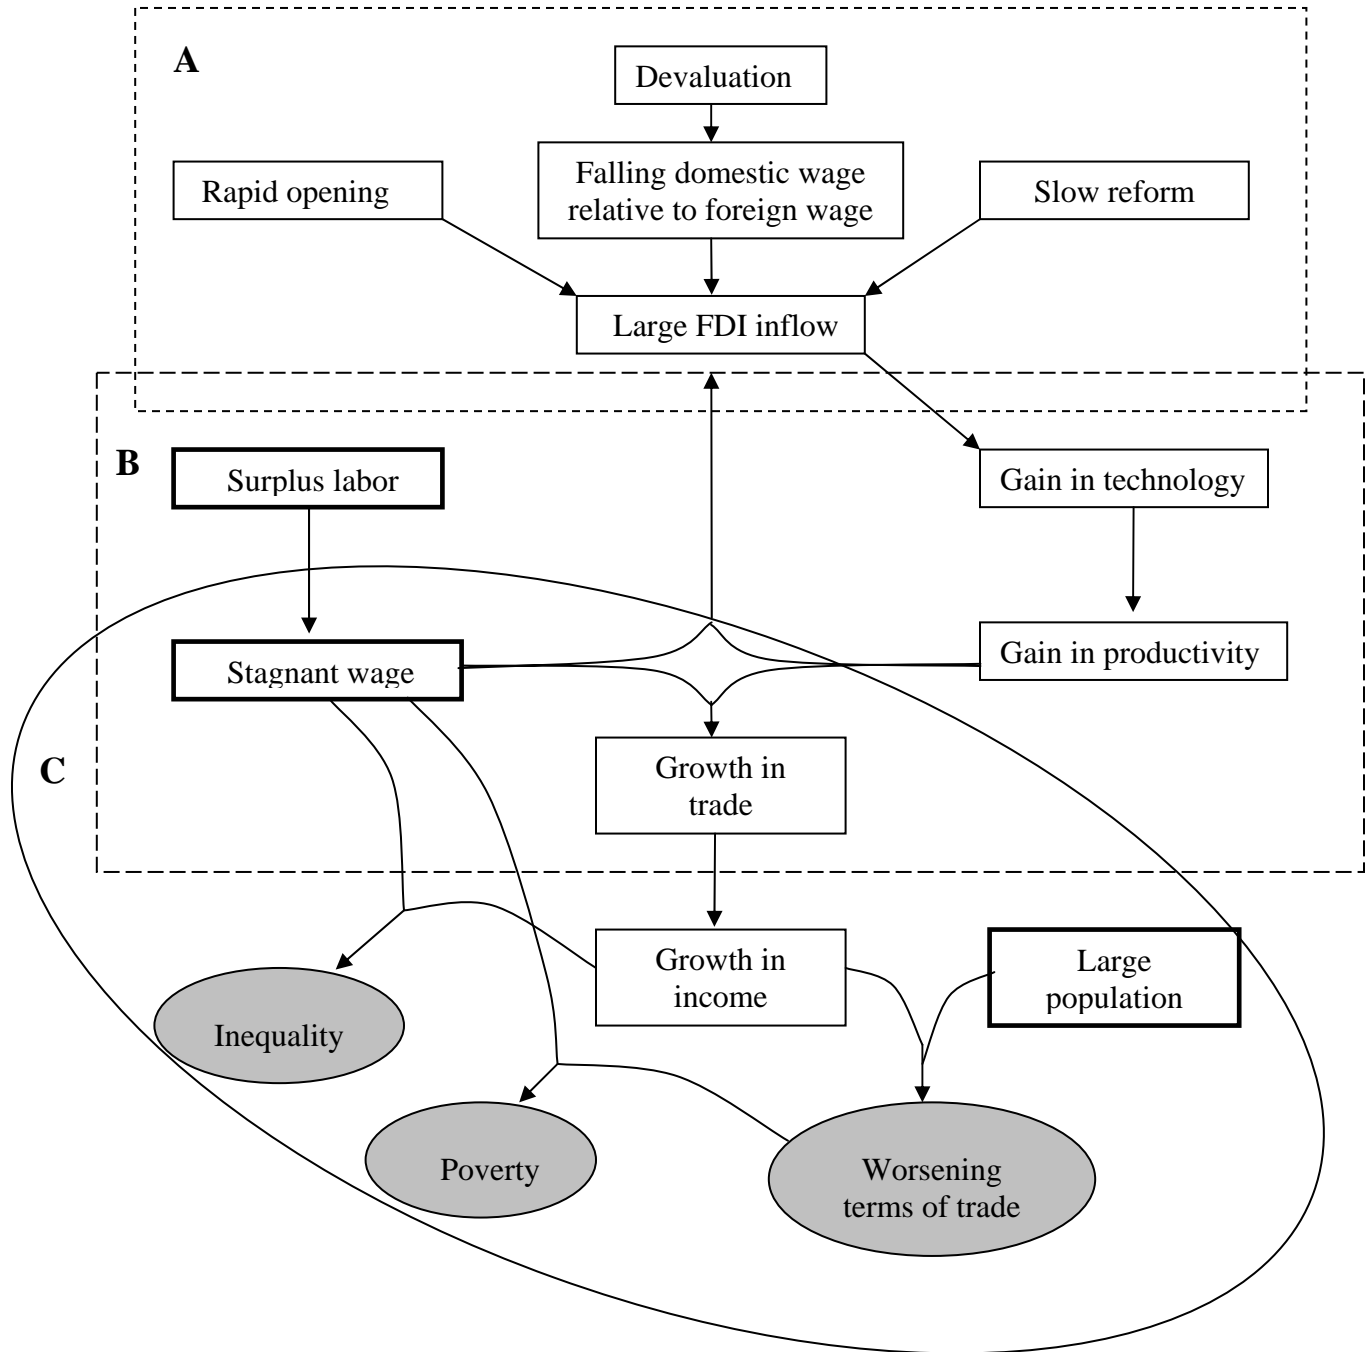 A
Devaluation
Rapid opening
Falling domestic wage
relative to foreign wage
Slow reform
Large FDI inflow
B
Surplus labor
Gain in technology
Stagnant wage
Gain in productivity
C
Growth in
trade
Growth in
income
Large
population
Inequality
Poverty
Worsening
terms of trade